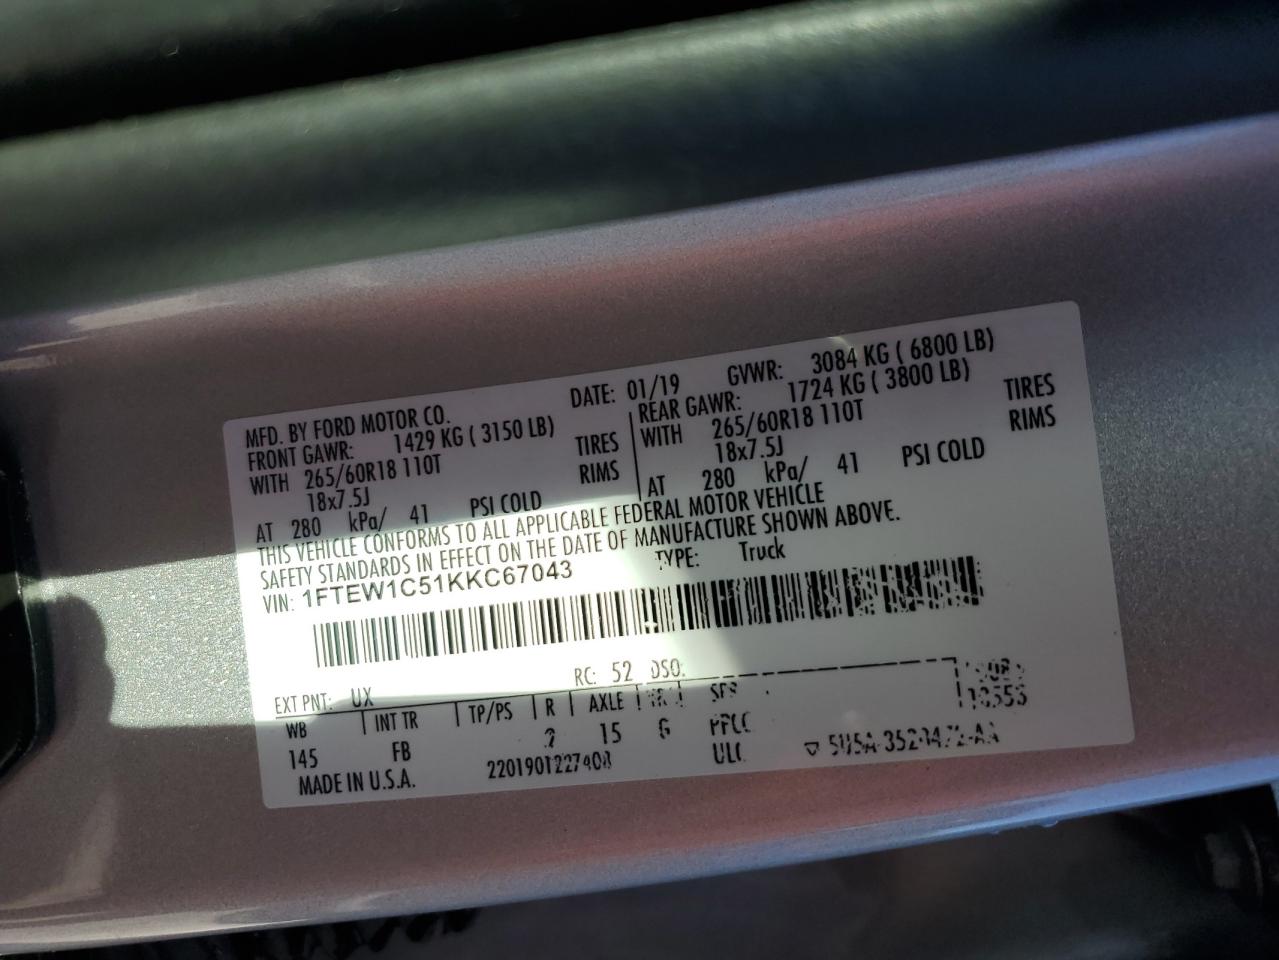 MFD. BY FORD MOTOR CO. DATE: 01/19 GVWR: 3084 KG ( 6800 LB)
FRONT GAWR: 1429 KG ( 3150 LB) REAR GAWR: 1724 KG ( 3800 LB)
WITH 265/60R18 110T TIRES WITH 265/60R18 110T TIRES
18x7.5J RIMS 18x7.5J RIMS
AT 280 kPa/ 41 PSI COLD AT 280 kPa/ 41 PSI COLD
THIS VEHICLE CONFORMS TO ALL APPLICABLE FEDERAL MOTOR VEHICLE
SAFETY STANDARDS IN EFFECT ON THE DATE OF MANUFACTURE SHOWN ABOVE.
VIN: 1FTEW1C51KKC67043 TYPE: Truck
EXT PNT: UX RC: 52 DSO:
WB INT TR TP/PS R AXLE
145 FB 2 15 G
MADE IN U.S.A.